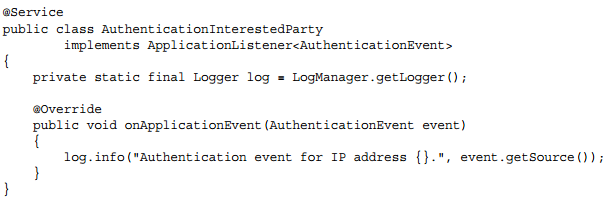 @Service
public class AuthenticationInterestedParty
        implements ApplicationListener<AuthenticationEvent>
{
    private static final Logger log = LogManager.getLogger();

    @Override
    public void onApplicationEvent(AuthenticationEvent event)
    {
        log.info("Authentication event for IP address {}.", event.getSource());
    }
}